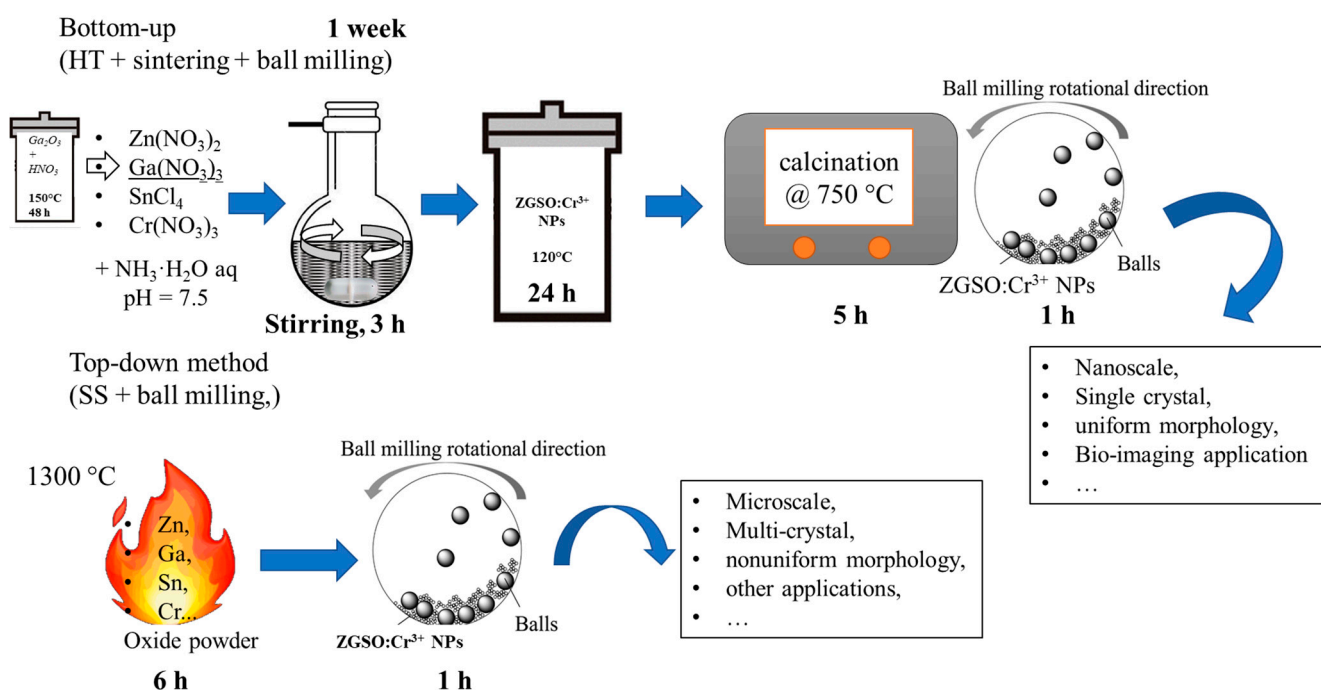 Bottom-up
1 week
(HT + sintering + ball milling)
Ga₂O₃
+
HNO₃
150°C
48 h
• Zn(NO₃)₂
• Ga(NO₃)₃
• SnCl₄
• Cr(NO₃)₃
+ NH₃·H₂O aq
pH = 7.5
Stirring, 3 h
ZGSO:Cr³⁺
NPs
120°C
24 h
calcination
@ 750 °C
5 h
Ball milling rotational direction
Balls
ZGSO:Cr³⁺ NPs
1 h
• Nanoscale,
• Single crystal,
• uniform morphology,
• Bio-imaging application
• …
Top-down method
(SS + ball milling,)
1300 °C
• Zn,
• Ga,
• Sn,
• Cr...
Oxide powder
6 h
Ball milling rotational direction
Balls
ZGSO:Cr³⁺ NPs
1 h
• Microscale,
• Multi-crystal,
• nonuniform morphology,
• other applications,
• …